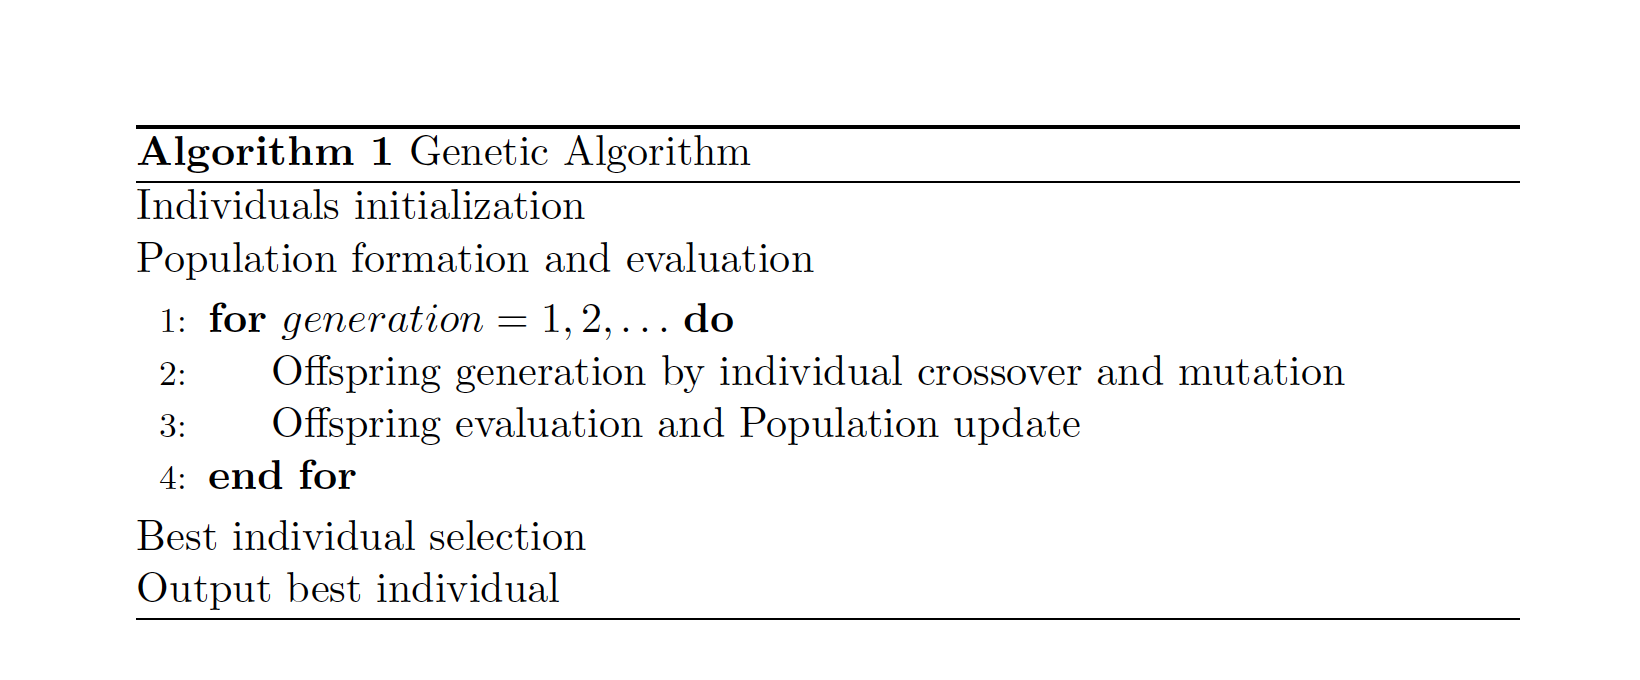 Algorithm 1 Genetic Algorithm
Individuals initialization
Population formation and evaluation
1: for generation = 1, 2, . . . do
2: Offspring generation by individual crossover and mutation
3: Offspring evaluation and Population update
4: end for
Best individual selection
Output best individual